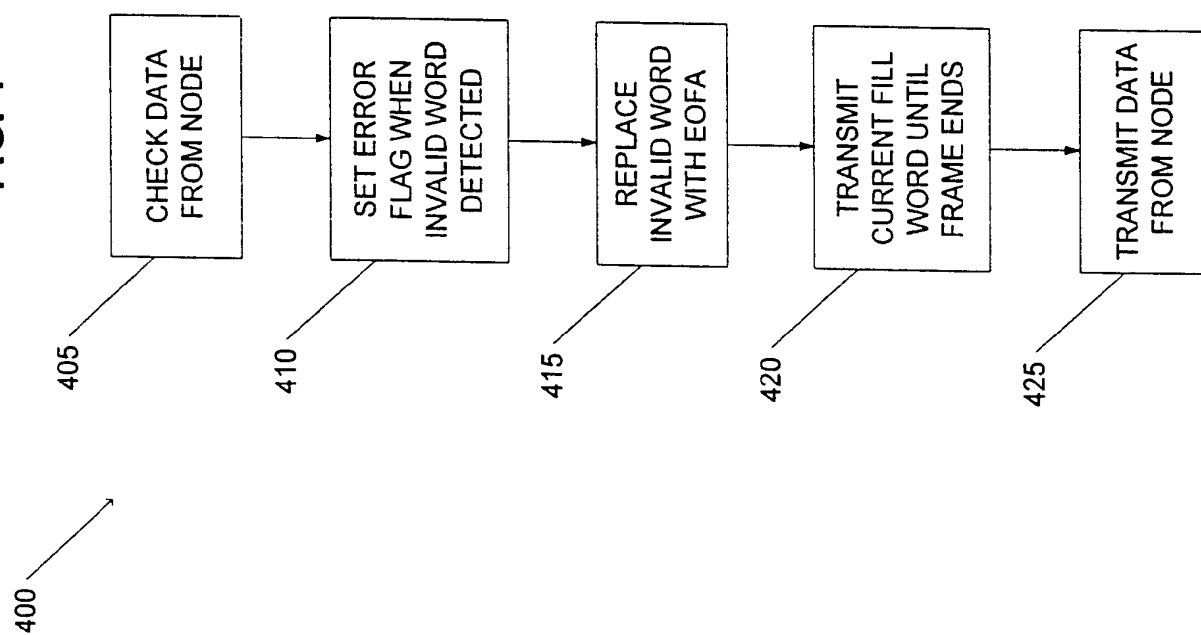 400
405
CHECK DATA
FROM NODE
410
SET ERROR
FLAG WHEN
INVALID WORD
DETECTED
415
REPLACE
INVALID WORD
WITH EOFA
420
TRANSMIT
CURRENT FILL
WORD UNTIL
FRAME ENDS
425
TRANSMIT DATA
FROM NODE